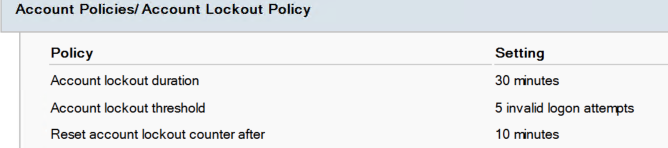 Account Policies/Account Lockout Policy
Policy Setting
Account lockout duration 30 minutes
Account lockout threshold 5 invalid logon attempts
Reset account lockout counter after 10 minutes